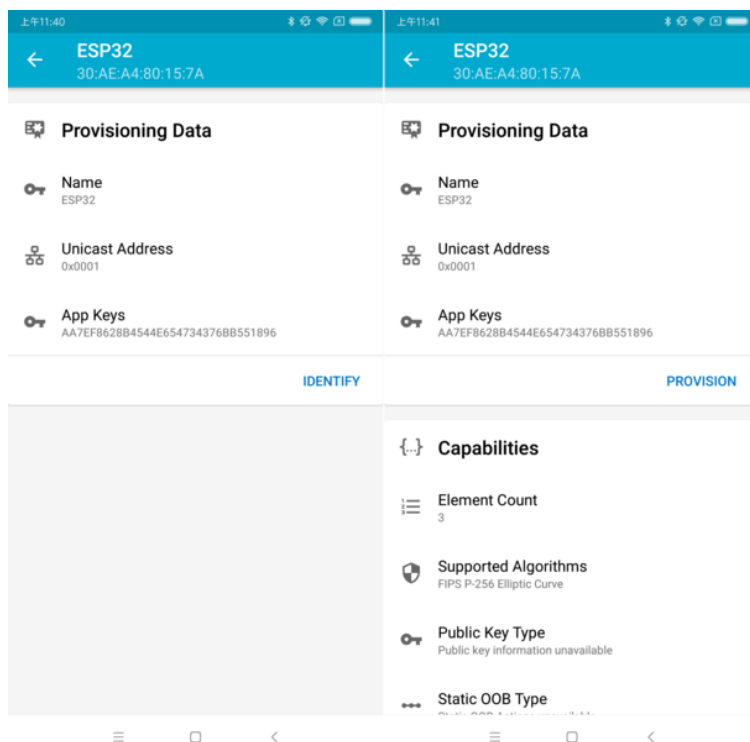 上午11:40
ESP32
30:AE:A4:80:15:7A
Provisioning Data
Name
ESP32
Unicast Address
0x0001
App Keys
AA7EF8628B4544E654734376BB551896
IDENTIFY
上午11:41
ESP32
30:AE:A4:80:15:7A
Provisioning Data
Name
ESP32
Unicast Address
0x0001
App Keys
AA7EF8628B4544E654734376BB551896
PROVISION
{...} Capabilities
Element Count
3
Supported Algorithms
FIPS P-256 Elliptic Curve
Public Key Type
Public key information unavailable
Static OOB Type